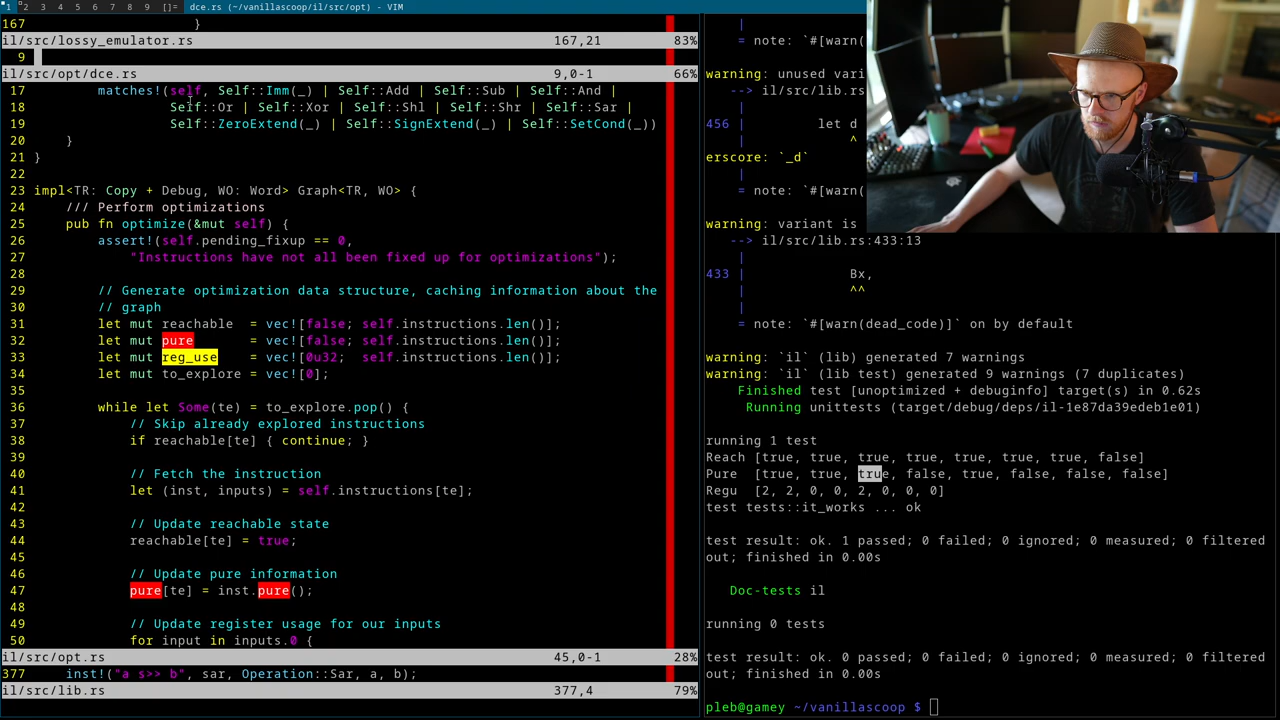 1 2 3 4 5 6 7 8 9 []= dce.rs (~/vanillascoop/il/src/opt) - VIM
167                     }
il/src/lossy_emulator.rs 167,21 83%
9
il/src/opt/dce.rs 9,0-1 66%
17         matches!(self, Self::Imm(_) | Self::Add | Self::Sub | Self::And |
18                  Self::Or | Self::Xor | Self::Shl | Self::Shr | Self::Sar |
19                  Self::ZeroExtend(_) | Self::SignExtend(_) | Self::SetCond(_))
20     }
21 }
22
23 impl<TR: Copy + Debug, WO: Word> Graph<TR, WO> {
24     /// Perform optimizations
25     pub fn optimize(&mut self) {
26         assert!(self.pending_fixup == 0,
27             "Instructions have not all been fixed up for optimizations");
28
29         // Generate optimization data structure, caching information about the
30         // graph
31         let mut reachable  = vec![false; self.instructions.len()];
32         let mut pure       = vec![false; self.instructions.len()];
33         let mut reg_use    = vec![0u32;  self.instructions.len()];
34         let mut to_explore = vec![0];
35
36         while let Some(te) = to_explore.pop() {
37             // Skip already explored instructions
38             if reachable[te] { continue; }
39
40             // Fetch the instruction
41             let (inst, inputs) = self.instructions[te];
42
43             // Update reachable state
44             reachable[te] = true;
45
46             // Update pure information
47             pure[te] = inst.pure();
48
49             // Update register usage for our inputs
50             for input in inputs.0 {
il/src/opt.rs 45,0-1 28%
377     inst!("a s>> b", sar, Operation::Sar, a, b);
il/src/lib.rs 377,4 79%
    |
    = note: `#[warn(
warning: unused vari
   --> il/src/lib.rs
    |
456 |         let d
    |             ^
erscore: `_d`
    |
    = note: `#[warn(
warning: variant is
   --> il/src/lib.rs:433:13
    |
433 |             Bx,
    |             ^^
    |
    = note: `#[warn(dead_code)]` on by default
warning: `il` (lib) generated 7 warnings
warning: `il` (lib test) generated 9 warnings (7 duplicates)
    Finished test [unoptimized + debuginfo] target(s) in 0.62s
     Running unittests (target/debug/deps/il-1e87da39edeb1e01)
running 1 test
Reach [true, true, true, true, true, true, true, false]
Pure  [true, true, true, false, true, false, false, false]
Regu  [2, 2, 0, 0, 2, 0, 0, 0]
test tests::it_works ... ok
test result: ok. 1 passed; 0 failed; 0 ignored; 0 measured; 0 filtered
out; finished in 0.00s
   Doc-tests il
running 0 tests
test result: ok. 0 passed; 0 failed; 0 ignored; 0 measured; 0 filtered
out; finished in 0.00s
pleb@gamey ~/vanillascoop $